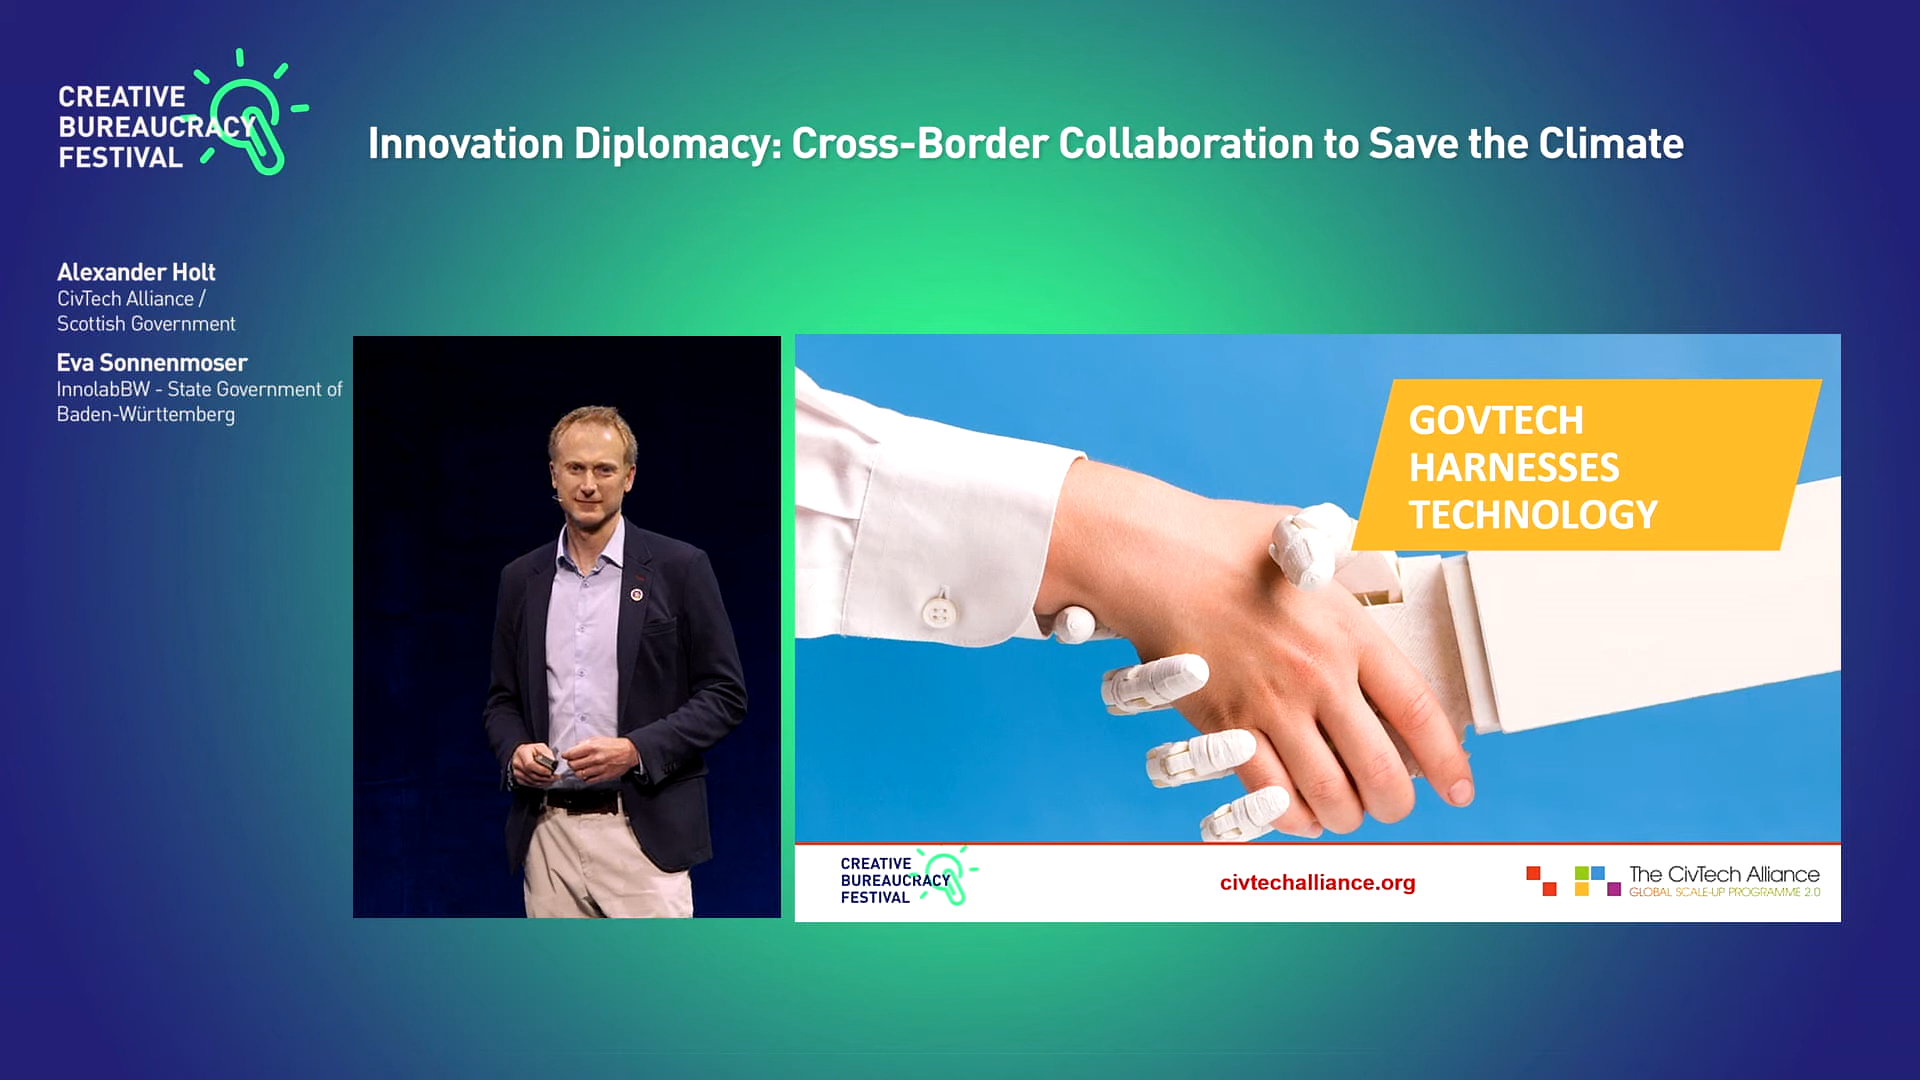 CREATIVE
BUREAUCRACY
FESTIVAL
Innovation Diplomacy: Cross-Border Collaboration to Save the Climate
Alexander Holt
CivTech Alliance /
Scottish Government
Eva Sonnenmoser
InnolabBW - State Government of
Baden-Württemberg
GOVTECH
HARNESSES
TECHNOLOGY
CREATIVE
BUREAUCRACY
FESTIVAL
civtechalliance.org
The CivTech Alliance
GLOBAL SCALE-UP PROGRAMME 2.0